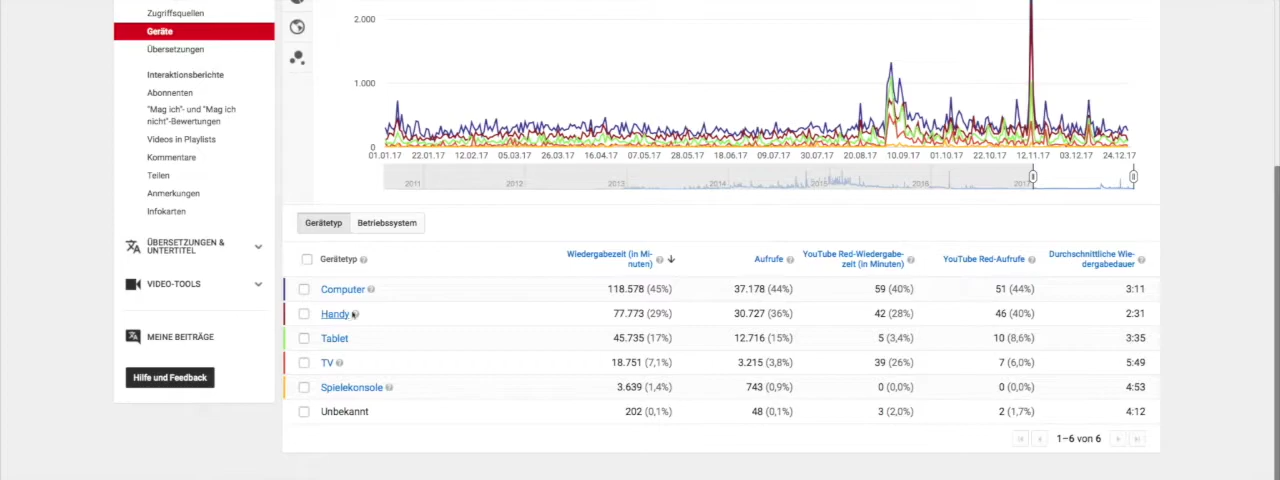 Zugriffsquellen
Geräte
Übersetzungen
Interaktionsberichte
Abonnenten
"Mag ich"- und "Mag ich
nicht"-Bewertungen
Videos in Playlists
Kommentare
Teilen
Anmerkungen
Infokarten
ÜBERSETZUNGEN &
UNTERTITEL
VIDEO-TOOLS
MEINE BEITRÄGE
Hilfe und Feedback
2.000
1.000
0
01.01.17 22.01.17 12.02.17 05.03.17 26.03.17 16.04.17 07.05.17 28.05.17 18.06.17 09.07.17 30.07.17 20.08.17 10.09.17 01.10.17 22.10.17 12.11.17 03.12.17 24.12.17
2011 2012 2013 2014 2015 2016 2017
Gerätetyp Betriebssystem
Gerätetyp Wiedergabezeit (in Mi-
nuten) Aufrufe YouTube Red-Wiedergabe-
zeit (in Minuten) YouTube Red-Aufrufe Durchschnittliche Wie-
dergabedauer
Computer 118.578 (45%) 37.178 (44%) 59 (40%) 51 (44%) 3:11
Handy 77.773 (29%) 30.727 (36%) 42 (28%) 46 (40%) 2:31
Tablet 45.735 (17%) 12.716 (15%) 5 (3,4%) 10 (8,6%) 3:35
TV 18.751 (7,1%) 3.215 (3,8%) 39 (26%) 7 (6,0%) 5:49
Spielekonsole 3.639 (1,4%) 743 (0,9%) 0 (0,0%) 0 (0,0%) 4:53
Unbekannt 202 (0,1%) 48 (0,1%) 3 (2,0%) 2 (1,7%) 4:12
1–6 von 6